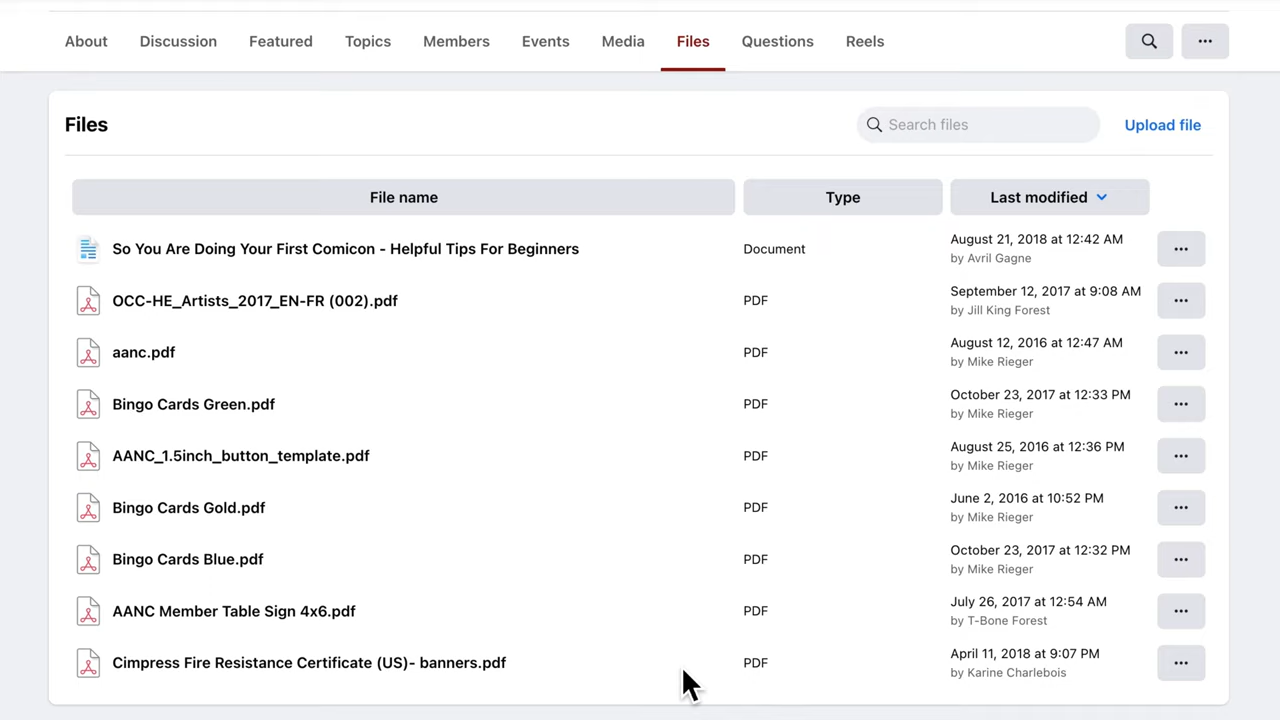 About Discussion Featured Topics Members Events Media Files Questions Reels
Files Search files Upload file
File name Type Last modified
So You Are Doing Your First Comicon - Helpful Tips For Beginners Document August 21, 2018 at 12:42 AM
by Avril Gagne
OCC-HE_Artists_2017_EN-FR (002).pdf PDF September 12, 2017 at 9:08 AM
by Jill King Forest
aanc.pdf PDF August 12, 2016 at 12:47 AM
by Mike Rieger
Bingo Cards Green.pdf PDF October 23, 2017 at 12:33 PM
by Mike Rieger
AANC_1.5inch_button_template.pdf PDF August 25, 2016 at 12:36 PM
by Mike Rieger
Bingo Cards Gold.pdf PDF June 2, 2016 at 10:52 PM
by Mike Rieger
Bingo Cards Blue.pdf PDF October 23, 2017 at 12:32 PM
by Mike Rieger
AANC Member Table Sign 4x6.pdf PDF July 26, 2017 at 12:54 AM
by T-Bone Forest
Cimpress Fire Resistance Certificate (US)- banners.pdf PDF April 11, 2018 at 9:07 PM
by Karine Charlebois